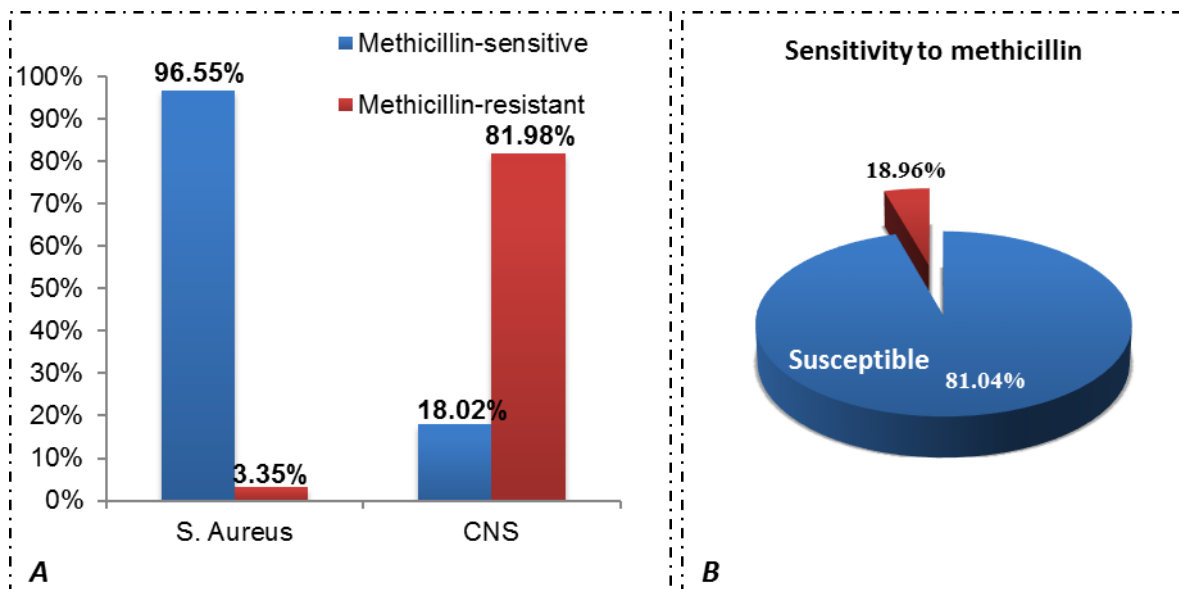 Methicillin-sensitive
Methicillin-resistant
96.55%
3.35%
18.02%
81.98%
100%
90%
80%
70%
60%
50%
40%
30%
20%
10%
0%
S. Aureus
CNS
A
Sensitivity to methicillin
18.96%
Susceptible
81.04%
B